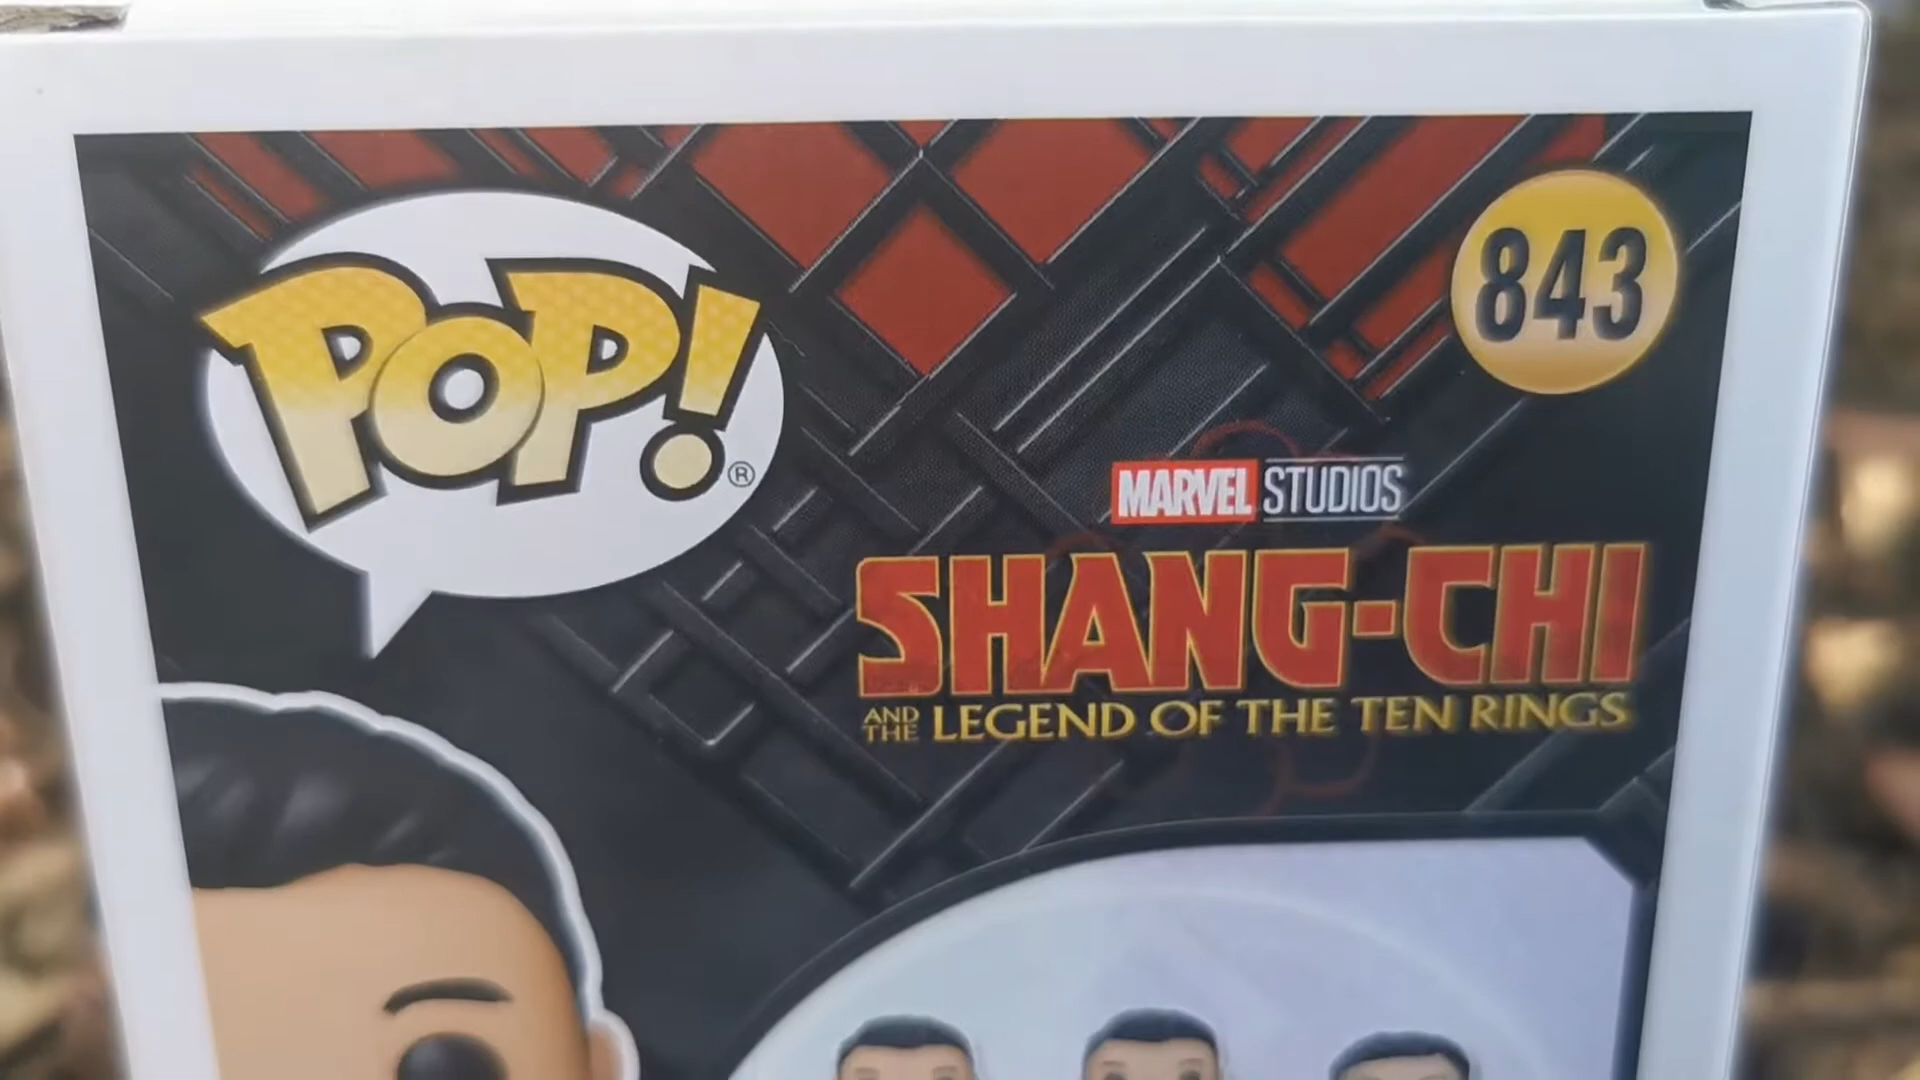 POP!®
843
MARVEL STUDIOS
SHANG-CHI
AND THE LEGEND OF THE TEN RINGS